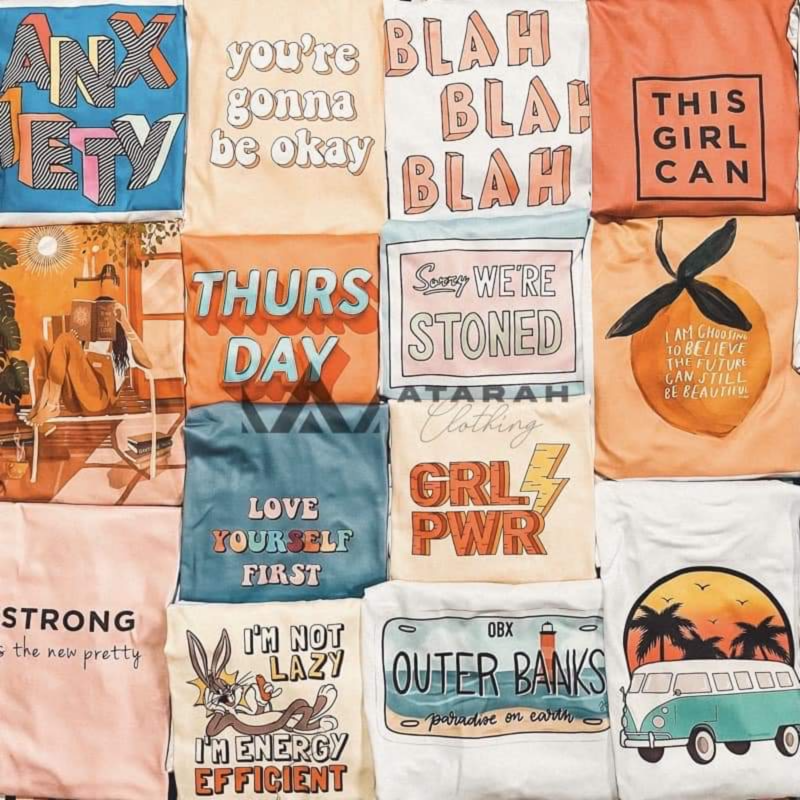 ANX
IETY
you're
gonna
be okay
BLAH
BLAH
BLAH
THIS
GIRL
CAN
THURS
DAY
Sorry WE'RE
STONED
I AM CHOOSING
TO BELIEVE
THE FUTURE
CAN STILL
BE BEAUTIFUL
ATARAH
Clothing
LOVE
YOURSELF
FIRST
GRL
PWR
STRONG
s the new pretty
I'M NOT
LAZY
I'M ENERGY
EFFICIENT
OBX
OUTER BANKS
paradise on earth